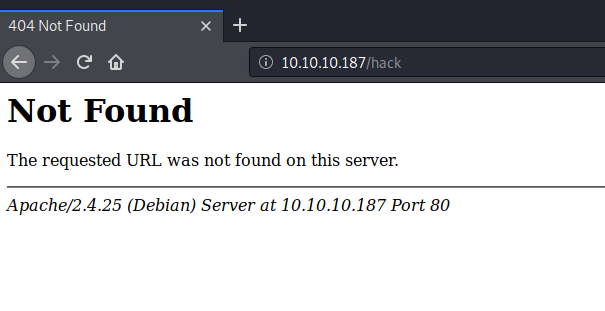 404 Not Found
10.10.10.187/hack
Not Found
The requested URL was not found on this server.
Apache/2.4.25 (Debian) Server at 10.10.10.187 Port 80